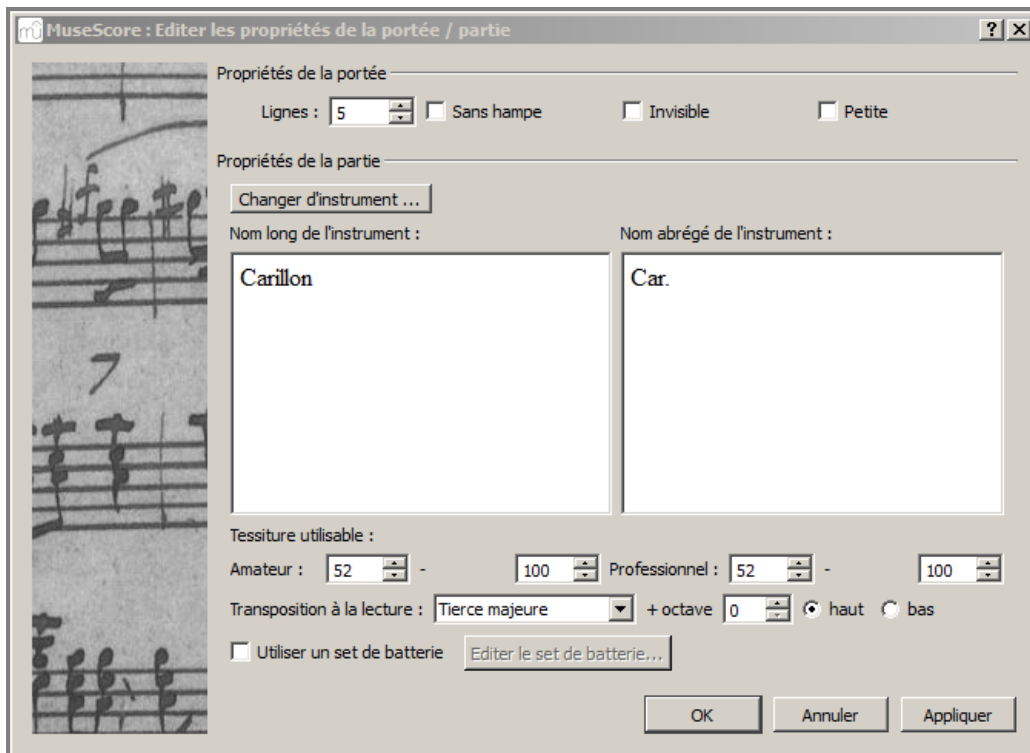 MuseScore : Editer les propriétés de la portée / partie
Propriétés de la portée
Lignes : 5 Sans hampe Invisible Petite
Propriétés de la partie
Changer d'instrument ...
Nom long de l'instrument : Nom abrégé de l'instrument :
Carillon Car.
7
Tessiture utilisable :
Amateur : 52 - 100 Professionnel : 52 - 100
Transposition à la lecture : Tierce majeure + octave 0 haut bas
Utiliser un set de batterie Editer le set de batterie...
OK Annuler Appliquer